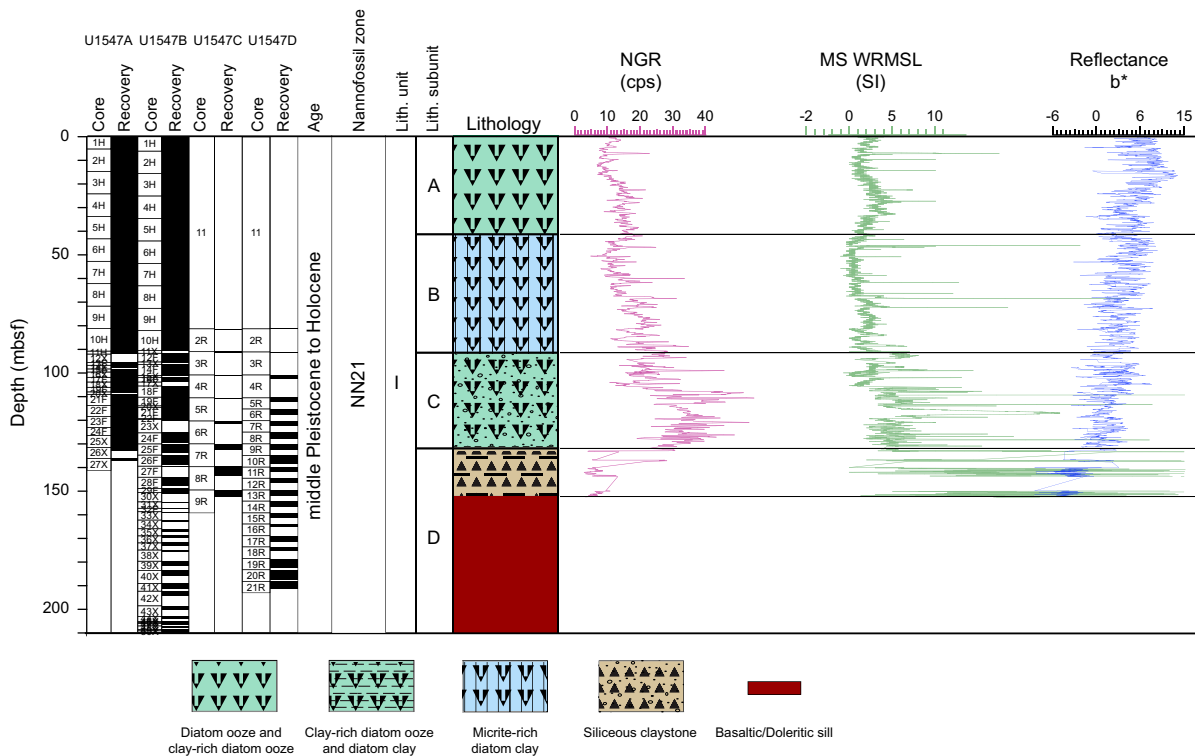 U1547A U1547B U1547C U1547D
Core Recovery Core Recovery Core Recovery Core Recovery Age Nannofossil zone Lith. unit Lith. subunit Lithology
NGR
(cps)
MS WRMSL
(SI)
Reflectance
b*
0 10 20 30 40
-2 0 5 10
-6 0 6 15
Depth (mbsf)
0
50
100
150
200
1H
2H
3H
4H
5H
6H
7H
8H
9H
10H
21F
22F
23F
24F
25X
26X
27X
1H
2H
3H
4H
5H
6H
7H
8H
9H
10H
18F
23X
24F
25F
26F
27F
28F
29F
30X
33X
34X
35X
36X
37X
38X
39X
40X
41X
42X
43X
11
2R
3R
4R
5R
6R
7R
8R
9R
11
2R
3R
4R
5R
6R
7R
8R
9R
10R
11R
12R
13R
14R
15R
16R
17R
18R
19R
20R
21R
middle Pleistocene to Holocene
NN21
I
A
B
C
D
Diatom ooze and
clay-rich diatom ooze
Clay-rich diatom ooze
and diatom clay
Micrite-rich
diatom clay
Siliceous claystone
Basaltic/Doleritic sill